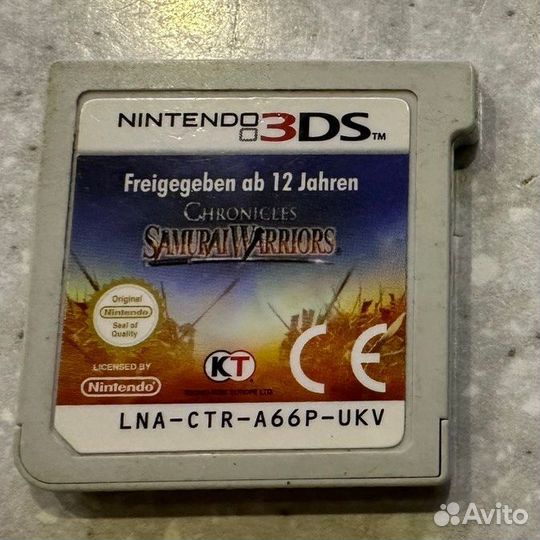 NINTENDO 3DS™
Freigegeben ab 12 Jahren
CHRONICLES
SAMURAI WARRIORS
Original
Nintendo
Seal of
Quality
LICENSED BY
Nintendo
KT
CE
LNA-CTR-A66P-UKV
Avito